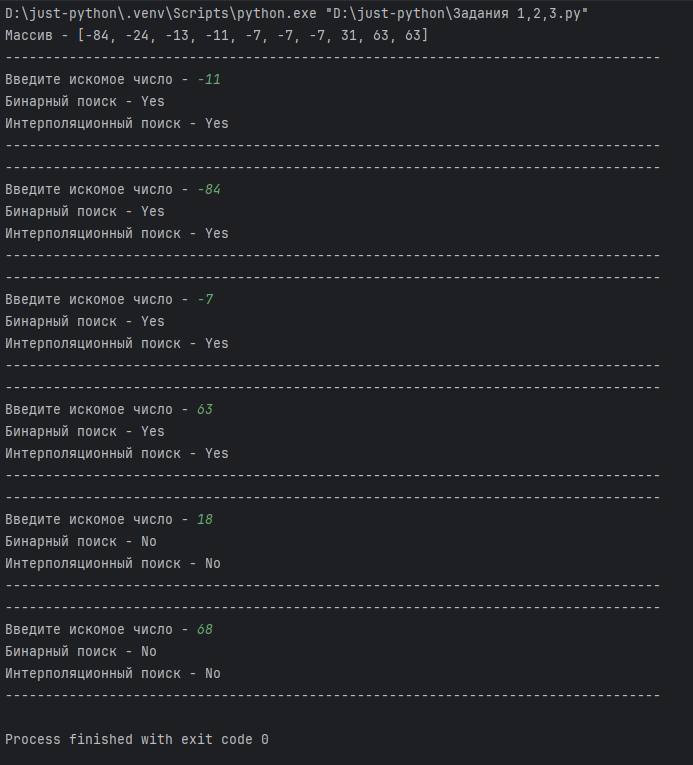 D:\just-python\.venv\Scripts\python.exe "D:\just-python\Задания 1,2,3.py"
Массив - [-84, -24, -13, -11, -7, -7, -7, 31, 63, 63]
----------------------------------------------------------------------------------
Введите искомое число - -11
Бинарный поиск - Yes
Интерполяционный поиск - Yes
----------------------------------------------------------------------------------
----------------------------------------------------------------------------------
Введите искомое число - -84
Бинарный поиск - Yes
Интерполяционный поиск - Yes
----------------------------------------------------------------------------------
----------------------------------------------------------------------------------
Введите искомое число - -7
Бинарный поиск - Yes
Интерполяционный поиск - Yes
----------------------------------------------------------------------------------
----------------------------------------------------------------------------------
Введите искомое число - 63
Бинарный поиск - Yes
Интерполяционный поиск - Yes
----------------------------------------------------------------------------------
----------------------------------------------------------------------------------
Введите искомое число - 18
Бинарный поиск - No
Интерполяционный поиск - No
----------------------------------------------------------------------------------
----------------------------------------------------------------------------------
Введите искомое число - 68
Бинарный поиск - No
Интерполяционный поиск - No
----------------------------------------------------------------------------------
Process finished with exit code 0